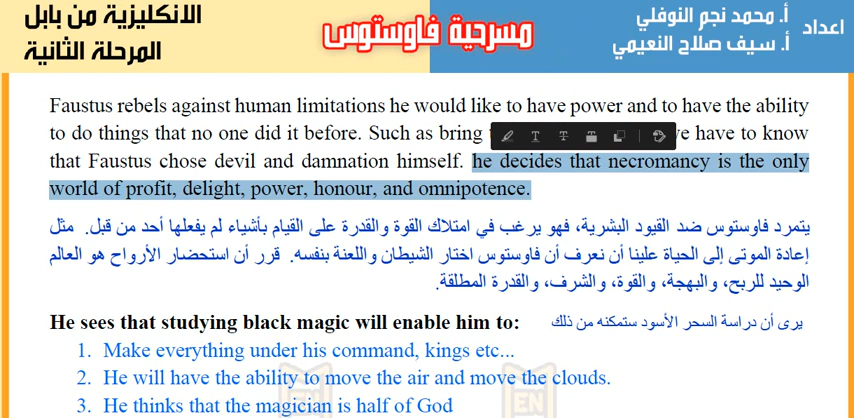 الانكليزية من بابل
المرحلة الثانية
مسرحية فاوستوس
اعداد
أ. محمد نجم النوفلي
أ. سيف صلاح النعيمي
Faustus rebels against human limitations he would like to have power and to have the ability
to do things that no one did it before. Such as bring have to know
that Faustus chose devil and damnation himself. he decides that necromancy is the only
world of profit, delight, power, honour, and omnipotence.
يتمرد فاوستوس ضد القيود البشرية، فهو يرغب في امتلاك القوة والقدرة على القيام بأشياء لم يفعلها أحد من قبل. مثل
إعادة الموتى إلى الحياة علينا أن نعرف أن فاوستوس اختار الشيطان واللعنة بنفسه. قرر أن استحضار الأرواح هو العالم
الوحيد للربح، والبهجة، والقوة، والشرف، والقدرة المطلقة.
He sees that studying black magic will enable him to: يرى أن دراسة السحر الأسود ستمكنه من ذلك
1. Make everything under his command, kings etc...
2. He will have the ability to move the air and move the clouds.
3. He thinks that the magician is half of God
EN
EN